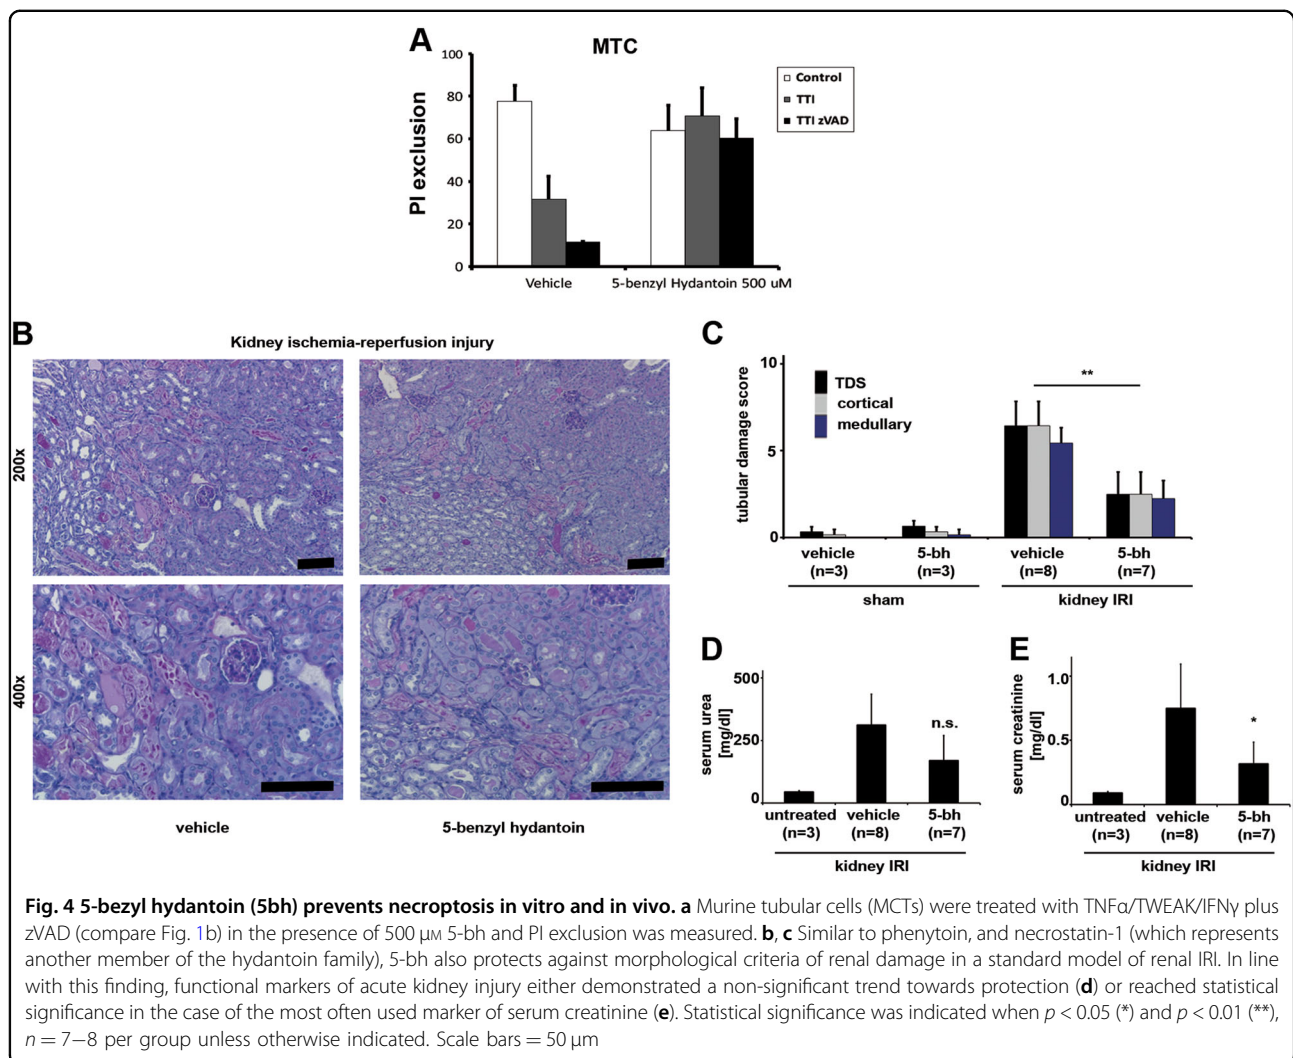 A
MTC
100
80
60
40
20
0
PI exclusion
Control
TTI
TTI zVAD
Vehicle
5-benzyl Hydantoin 500 uM
B
Kidney ischemia-reperfusion injury
200x
400x
vehicle
5-benzyl hydantoin
C
10
5
0
tubular damage score
TDS
cortical
medullary
**
vehicle
(n=3)
5-bh
(n=3)
vehicle
(n=8)
5-bh
(n=7)
sham
kidney IRI
D
500
250
0
serum urea
[mg/dl]
n.s.
untreated
(n=3)
vehicle
(n=8)
5-bh
(n=7)
kidney IRI
E
1.0
0.5
0
serum creatinine
[mg/dl]
*
untreated
(n=3)
vehicle
(n=8)
5-bh
(n=7)
kidney IRI
Fig. 4 5-bezyl hydantoin (5bh) prevents necroptosis in vitro and in vivo. a Murine tubular cells (MCTs) were treated with TNFα/TWEAK/IFNγ plus
zVAD (compare Fig. 1b) in the presence of 500 µM 5-bh and PI exclusion was measured. b, c Similar to phenytoin, and necrostatin-1 (which represents
another member of the hydantoin family), 5-bh also protects against morphological criteria of renal damage in a standard model of renal IRI. In line
with this finding, functional markers of acute kidney injury either demonstrated a non-significant trend towards protection (d) or reached statistical
significance in the case of the most often used marker of serum creatinine (e). Statistical significance was indicated when p < 0.05 (*) and p < 0.01 (**),
n = 7–8 per group unless otherwise indicated. Scale bars = 50 µm